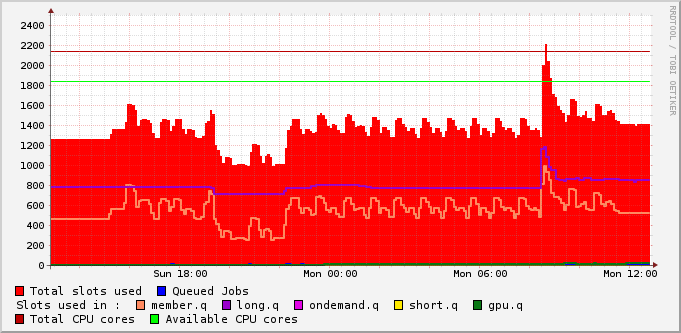 2400
2200
2000
1800
1600
1400
1200
1000
800
600
400
200
0
Sun 18:00 Mon 00:00 Mon 06:00 Mon 12:00
Total slots used Queued Jobs
Slots used in : member.q long.q ondemand.q short.q gpu.q
Total CPU cores Available CPU cores
RRDTOOL / TOBI OETIKER